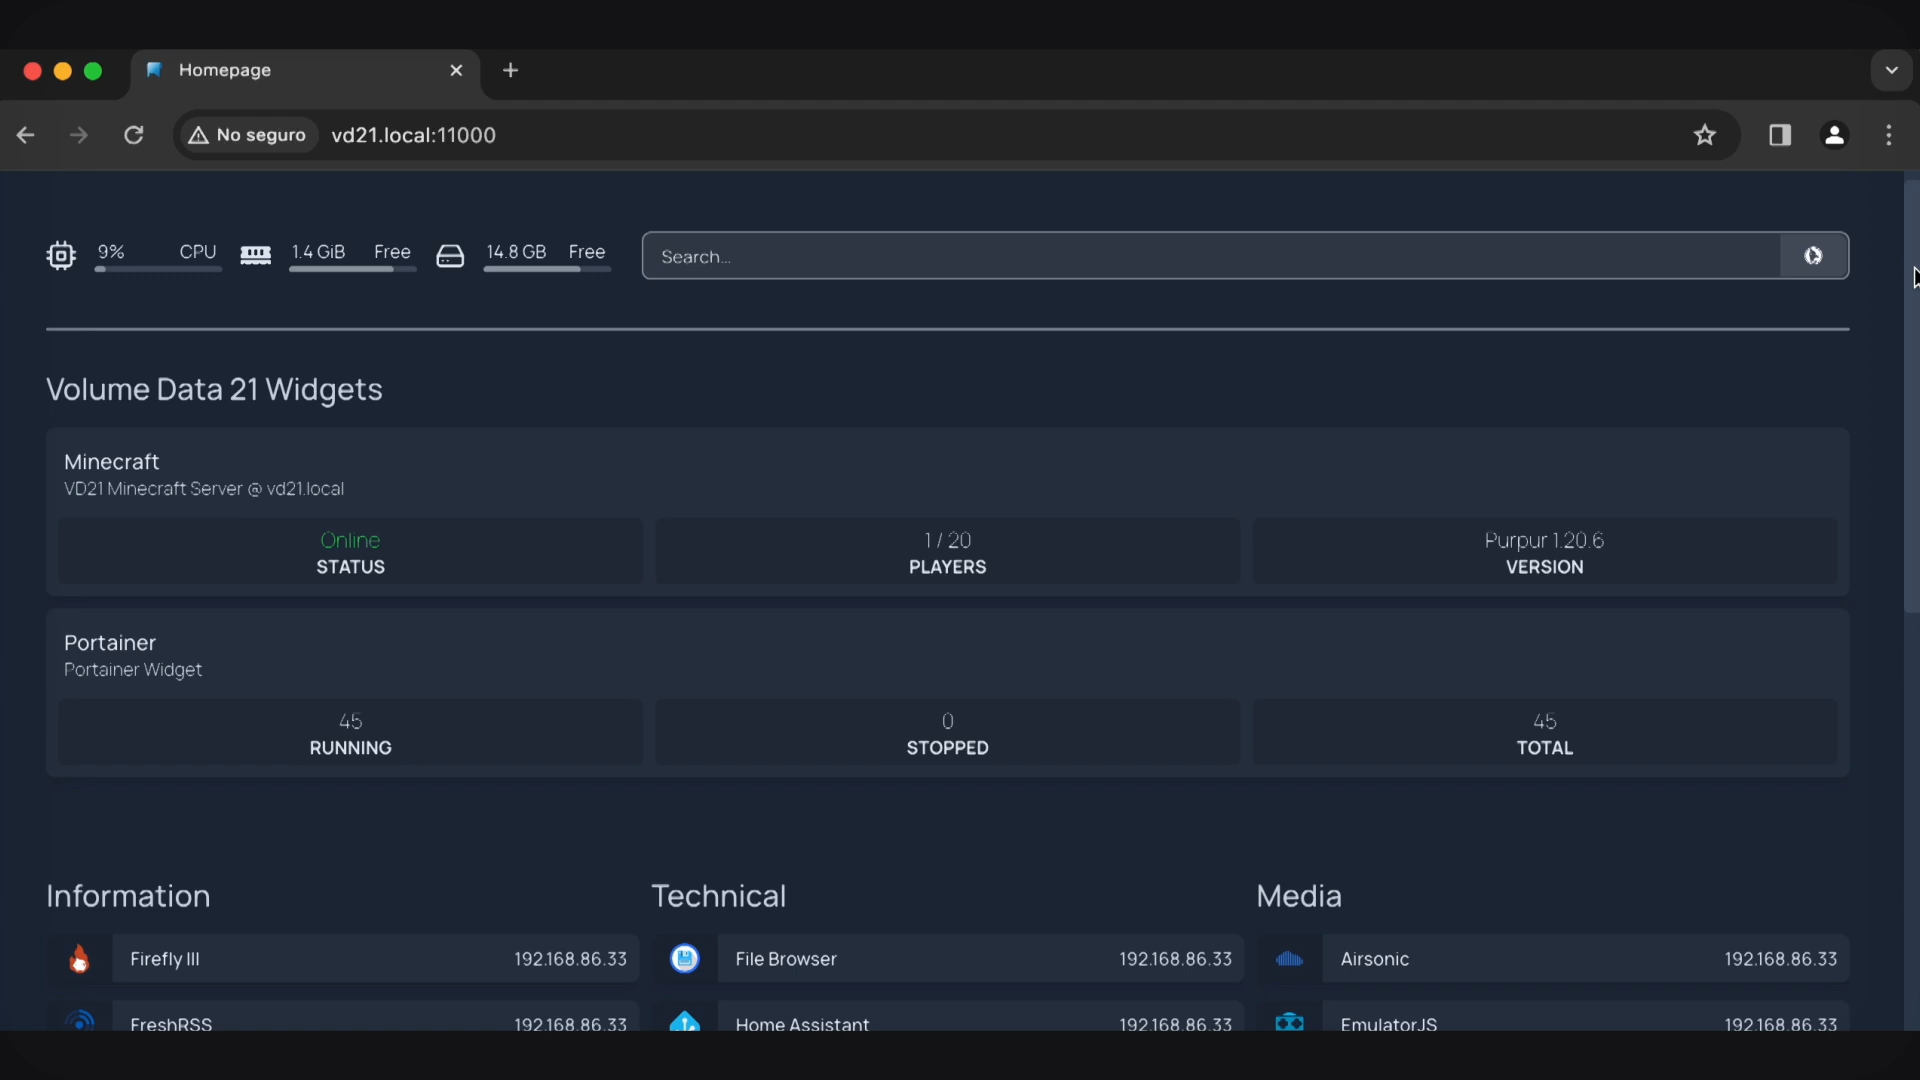 Homepage
No seguro
vd21.local:11000
9% CPU
1.4 GiB Free
14.8 GB Free
Search...
Volume Data 21 Widgets
Minecraft
VD21 Minecraft Server @ vd21.local
Online
STATUS
1 / 20
PLAYERS
Purpur 1.20.6
VERSION
Portainer
Portainer Widget
45
RUNNING
0
STOPPED
45
TOTAL
Information
Technical
Media
Firefly III 192.168.86.33
File Browser 192.168.86.33
Airsonic 192.168.86.33
FreshRSS 192.168.86.33
Home Assistant 192.168.86.33
EmulatorJS 192.168.86.33